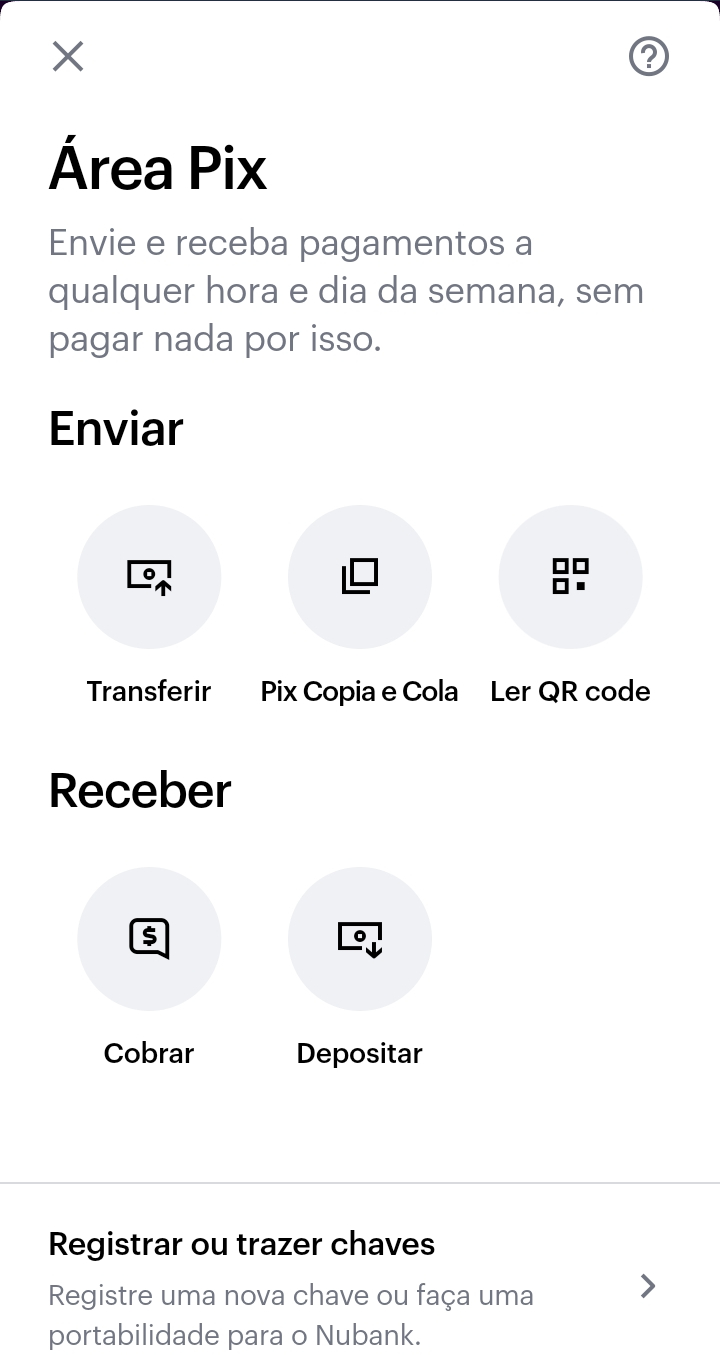 Área Pix
Envie e receba pagamentos a
qualquer hora e dia da semana, sem
pagar nada por isso.
Enviar
Transferir
Pix Copia e Cola
Ler QR code
Receber
Cobrar
Depositar
Registrar ou trazer chaves
Registre uma nova chave ou faça uma
portabilidade para o Nubank.